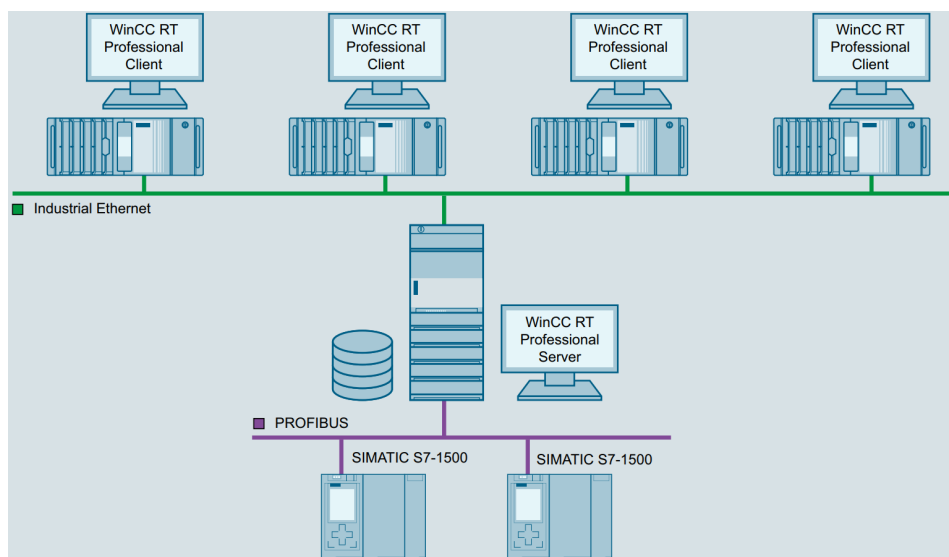 WinCC RT
Professional
Client
WinCC RT
Professional
Client
WinCC RT
Professional
Client
WinCC RT
Professional
Client
Industrial Ethernet
WinCC RT
Professional
Server
PROFIBUS
SIMATIC S7-1500
SIMATIC S7-1500